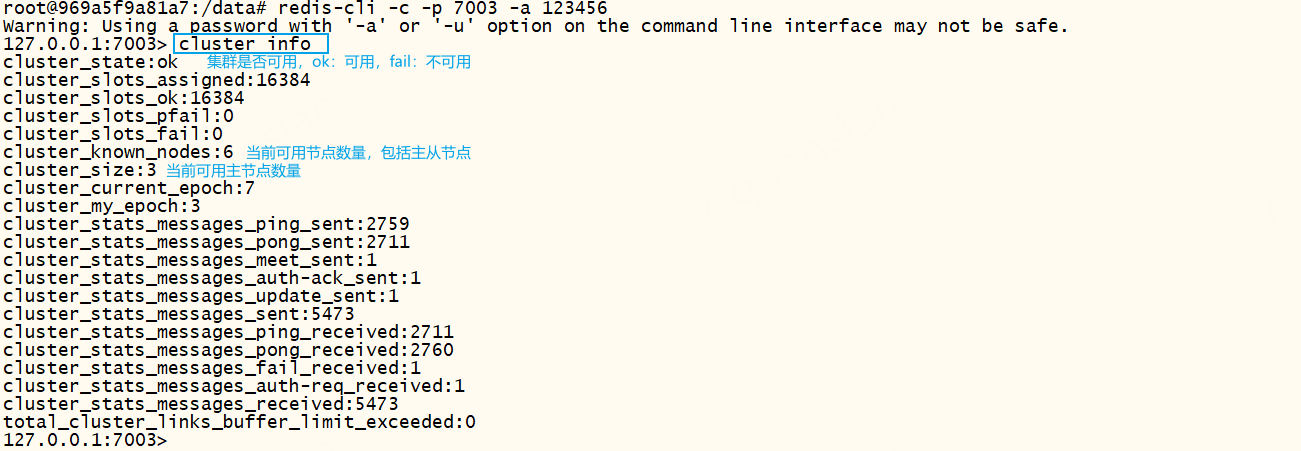 root@969a5f9a81a7:/data# redis-cli -c -p 7003 -a 123456
Warning: Using a password with '-a' or '-u' option on the command line interface may not be safe.
127.0.0.1:7003> cluster info
cluster_state:ok 集群是否可用，ok：可用，fail：不可用
cluster_slots_assigned:16384
cluster_slots_ok:16384
cluster_slots_pfail:0
cluster_slots_fail:0
cluster_known_nodes:6 当前可用节点数量，包括主从节点
cluster_size:3 当前可用主节点数量
cluster_current_epoch:7
cluster_my_epoch:3
cluster_stats_messages_ping_sent:2759
cluster_stats_messages_pong_sent:2711
cluster_stats_messages_meet_sent:1
cluster_stats_messages_auth-ack_sent:1
cluster_stats_messages_update_sent:1
cluster_stats_messages_sent:5473
cluster_stats_messages_ping_received:2711
cluster_stats_messages_pong_received:2760
cluster_stats_messages_fail_received:1
cluster_stats_messages_auth-req_received:1
cluster_stats_messages_received:5473
total_cluster_links_buffer_limit_exceeded:0
127.0.0.1:7003>